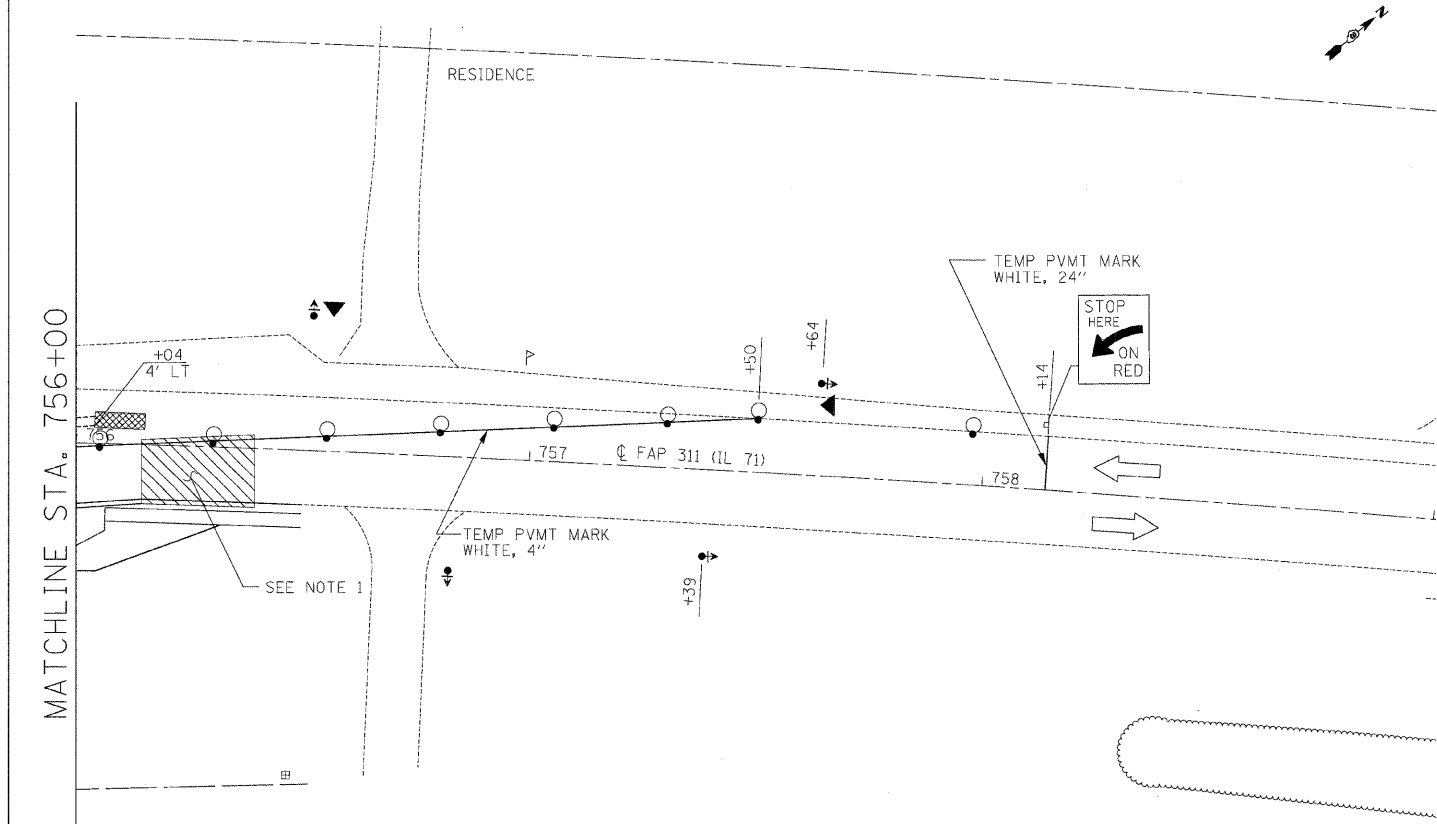 N
RESIDENCE
MATCHLINE STA. 756+00
+04
4' LT
756
TEMP PVMT MARK
WHITE, 24"
STOP
HERE
ON
RED
+64
+50
+14
757
℄ FAP 311 (IL 71)
758
TEMP PVMT MARK
WHITE, 4"
SEE NOTE 1
+39